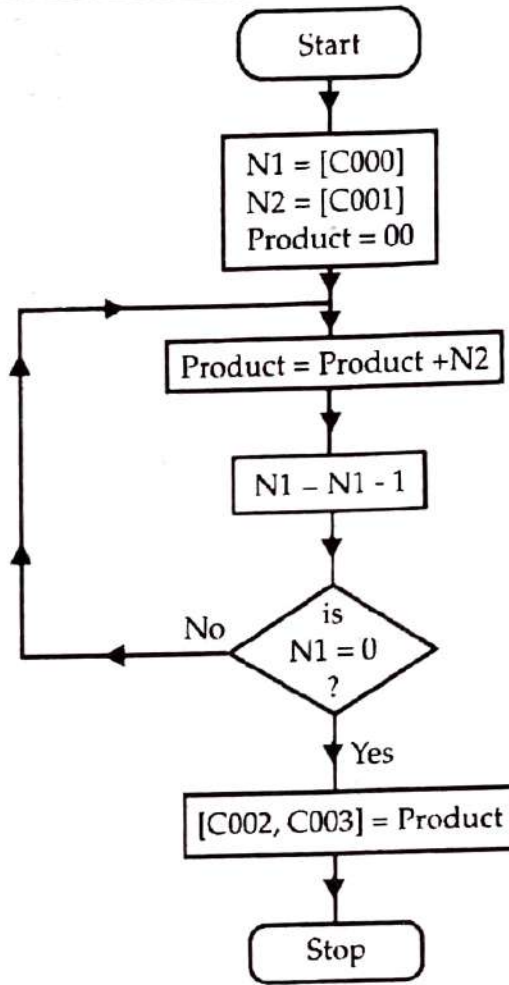 Start
N1 = [C000]
N2 = [C001]
Product = 00
Product = Product +N2
N1 – N1 - 1
is
No
N1 = 0
?
Yes
[C002, C003] = Product
Stop